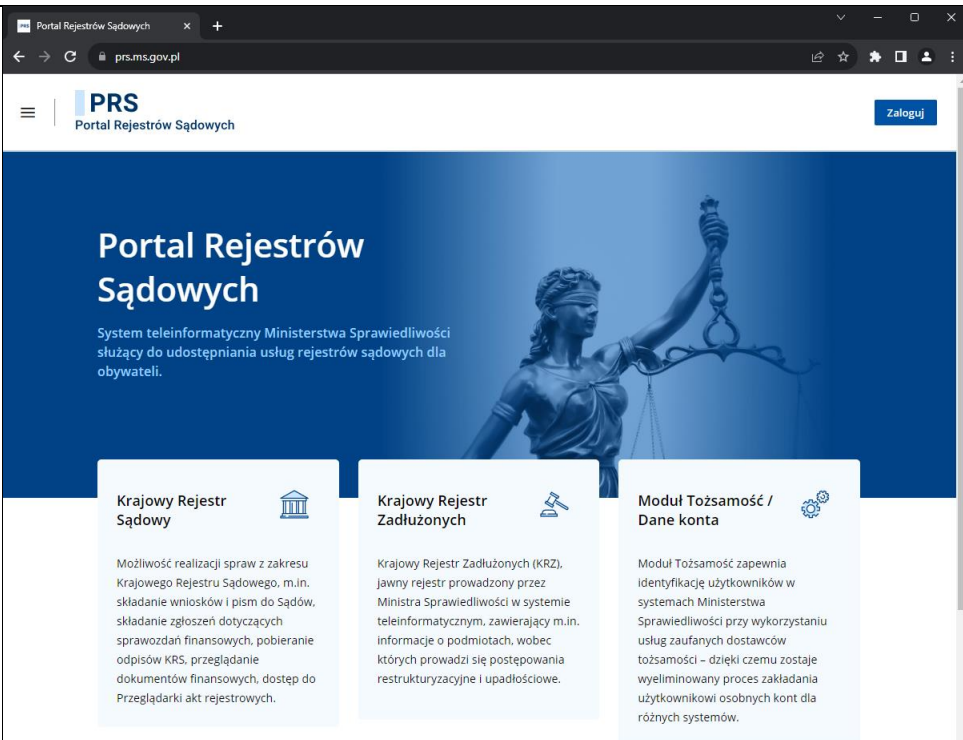 Portal Rejestrów Sądowych
prs.ms.gov.pl
PRS
Portal Rejestrów Sądowych
Zaloguj
Portal Rejestrów
Sądowych
System teleinformatyczny Ministerstwa Sprawiedliwości
służący do udostępniania usług rejestrów sądowych dla
obywateli.
Krajowy Rejestr
Sądowy
Możliwość realizacji spraw z zakresu
Krajowego Rejestru Sądowego, m.in.
składanie wniosków i pism do Sądów,
składanie zgłoszeń dotyczących
sprawozdań finansowych, pobieranie
odpisów KRS, przeglądanie
dokumentów finansowych, dostęp do
Przeglądarki akt rejestrowych.
Krajowy Rejestr
Zadłużonych
Krajowy Rejestr Zadłużonych (KRZ),
jawny rejestr prowadzony przez
Ministra Sprawiedliwości w systemie
teleinformatycznym, zawierający m.in.
informacje o podmiotach, wobec
których prowadzi się postępowania
restrukturyzacyjne i upadłościowe.
Moduł Tożsamość /
Dane konta
Moduł Tożsamość zapewnia
identyfikację użytkowników w
systemach Ministerstwa
Sprawiedliwości przy wykorzystaniu
usług zaufanych dostawców
tożsamości – dzięki czemu zostaje
wyeliminowany proces zakładania
użytkownikowi osobnych kont dla
różnych systemów.